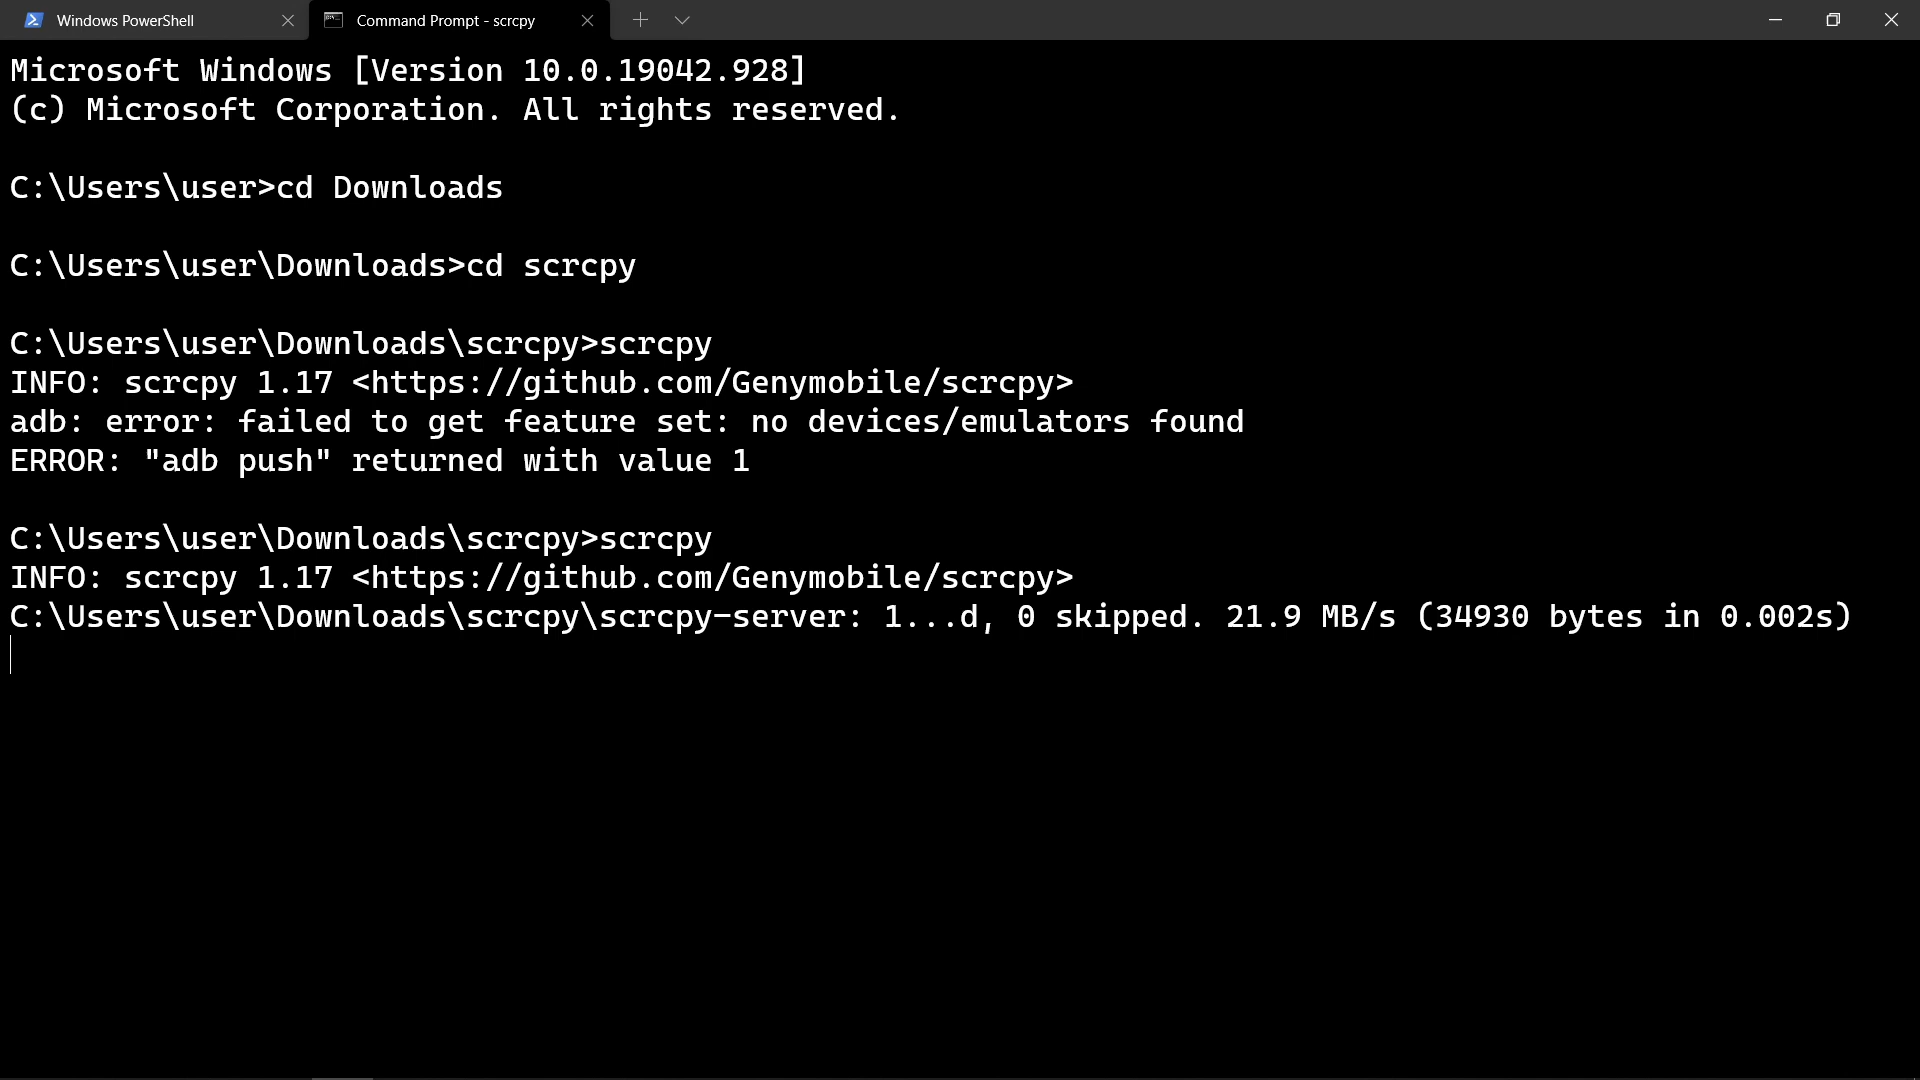 Windows PowerShell
Command Prompt - scrcpy
Microsoft Windows [Version 10.0.19042.928]
(c) Microsoft Corporation. All rights reserved.
C:\Users\user>cd Downloads
C:\Users\user\Downloads>cd scrcpy
C:\Users\user\Downloads\scrcpy>scrcpy
INFO: scrcpy 1.17 <https://github.com/Genymobile/scrcpy>
adb: error: failed to get feature set: no devices/emulators found
ERROR: "adb push" returned with value 1
C:\Users\user\Downloads\scrcpy>scrcpy
INFO: scrcpy 1.17 <https://github.com/Genymobile/scrcpy>
C:\Users\user\Downloads\scrcpy\scrcpy-server: 1...d, 0 skipped. 21.9 MB/s (34930 bytes in 0.002s)